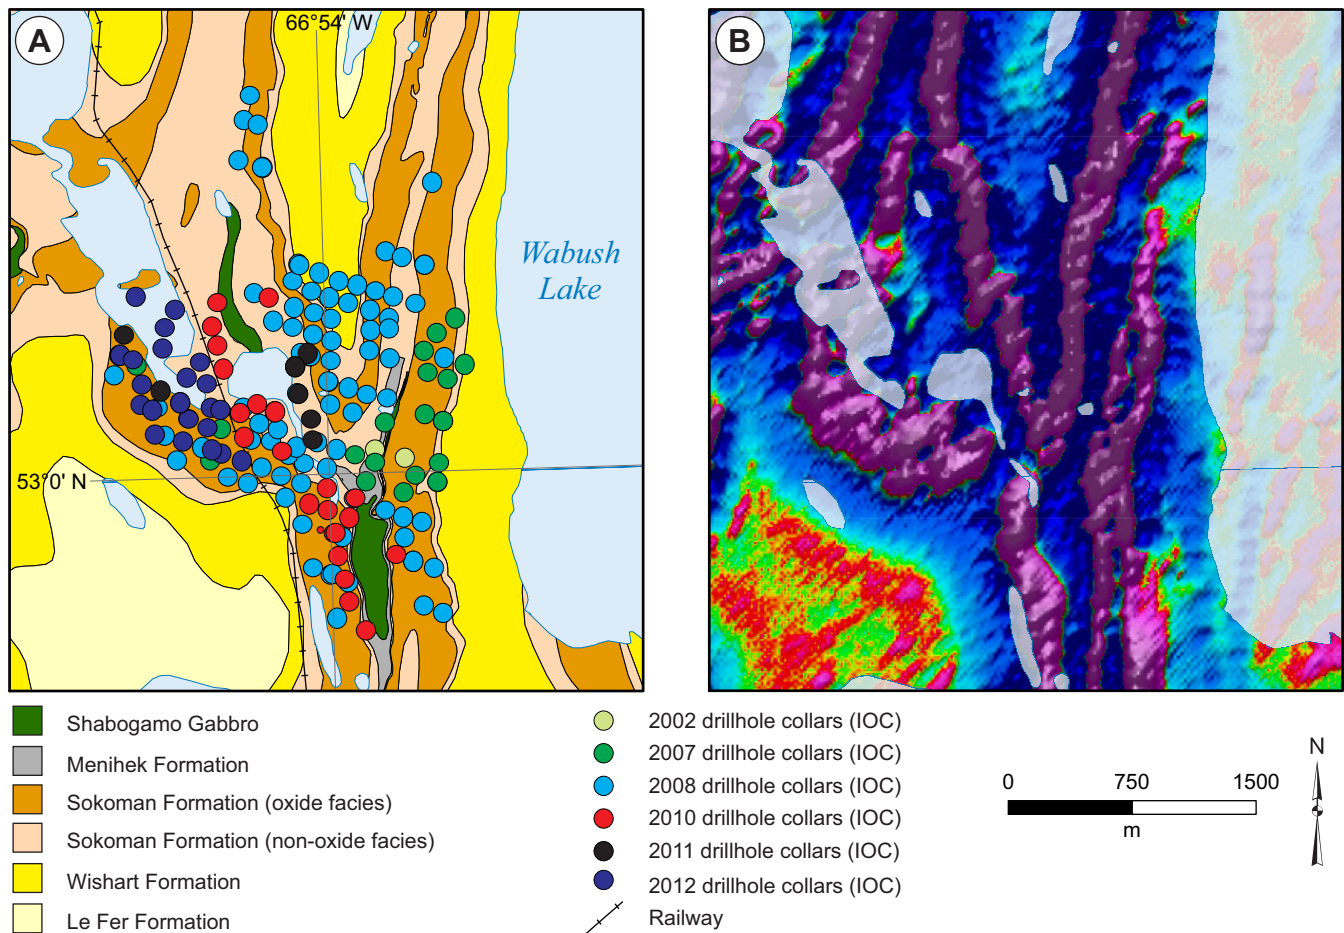 A
66°54' W
B
Wabush
Lake
53°0' N
Shabogamo Gabbro
Menihek Formation
Sokoman Formation (oxide facies)
Sokoman Formation (non-oxide facies)
Wishart Formation
Le Fer Formation
2002 drillhole collars (IOC)
2007 drillhole collars (IOC)
2008 drillhole collars (IOC)
2010 drillhole collars (IOC)
2011 drillhole collars (IOC)
2012 drillhole collars (IOC)
Railway
0 750 1500
m
N